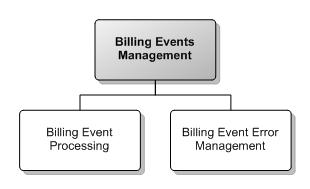 Billing Events
Management
Billing Event
Processing
Billing Event Error
Management